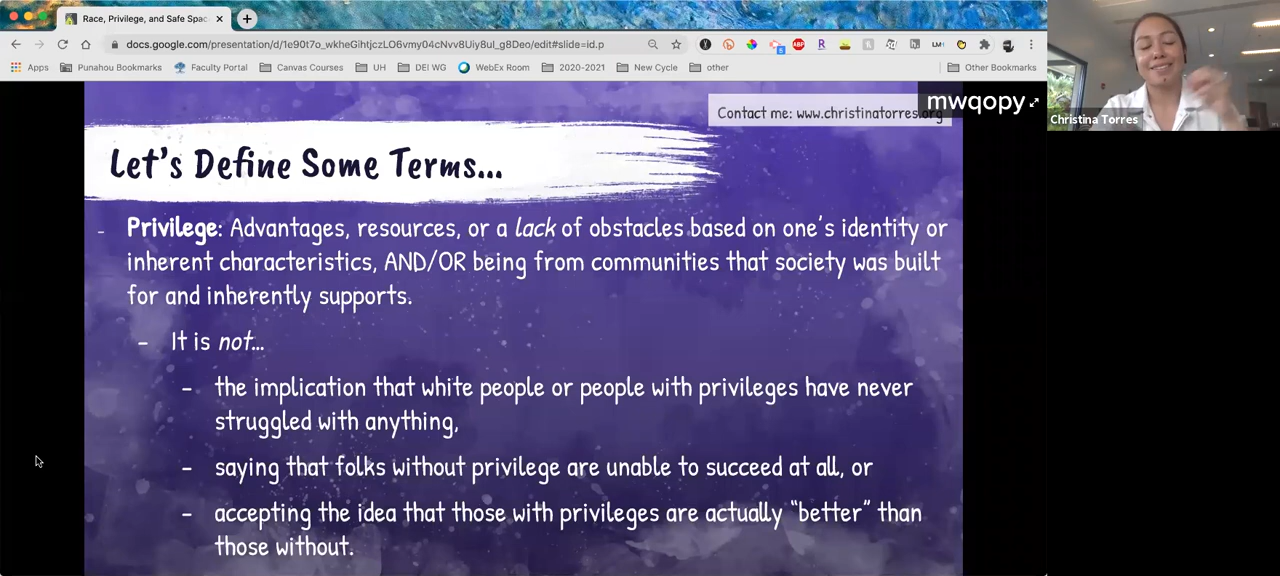 Race, Privilege, and Safe Spac
docs.google.com/presentation/d/1e90t7o_wkheGihtjczLO6vmy04cNvv8Uiy8ul_g8Deo/edit#slide=id.p
Apps Punahou Bookmarks Faculty Portal Canvas Courses UH DEI WG WebEx Room 2020-2021 New Cycle other Other Bookmarks
mwqopy
Contact me: www.christinatorres.org
Christina Torres
Let's Define Some Terms...
- Privilege: Advantages, resources, or a lack of obstacles based on one's identity or
inherent characteristics, AND/OR being from communities that society was built
for and inherently supports.
- It is not...
- the implication that white people or people with privileges have never
struggled with anything,
- saying that folks without privilege are unable to succeed at all, or
- accepting the idea that those with privileges are actually “better” than
those without.